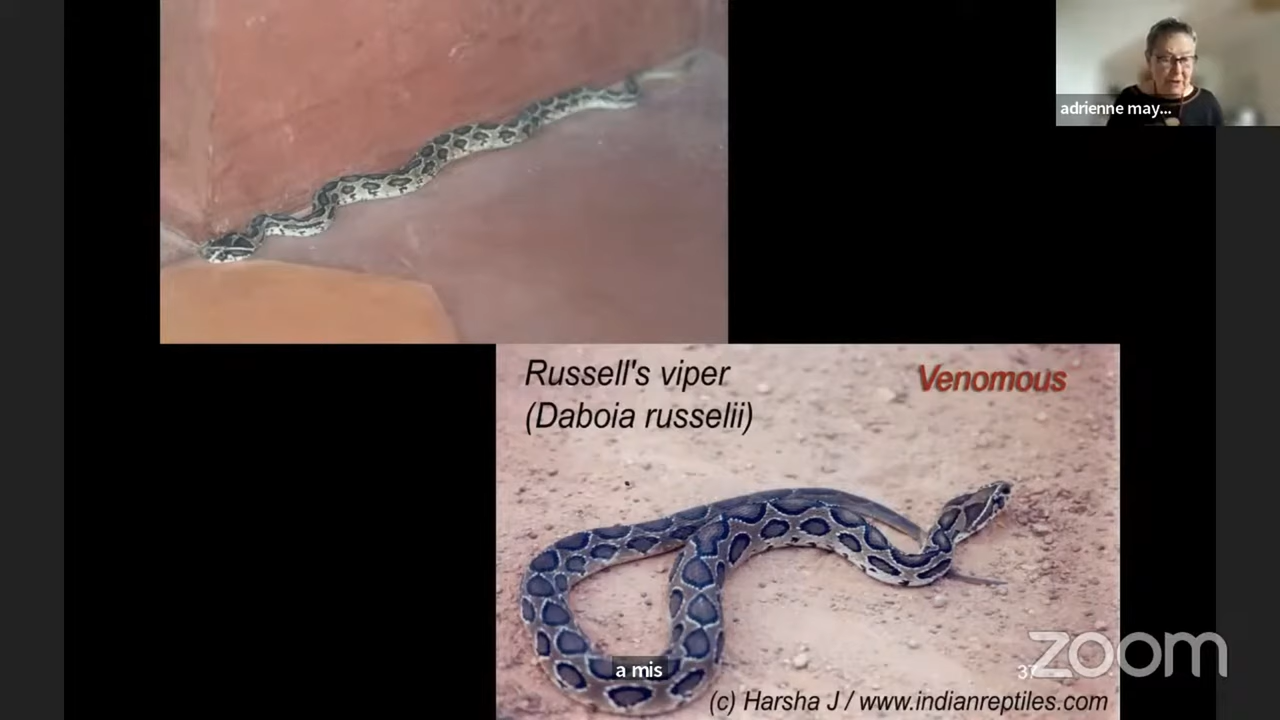 adrienne may...
Russell's viper
(Daboia russelii)
Venomous
a mis
zoom
(c) Harsha J / www.indianreptiles.com